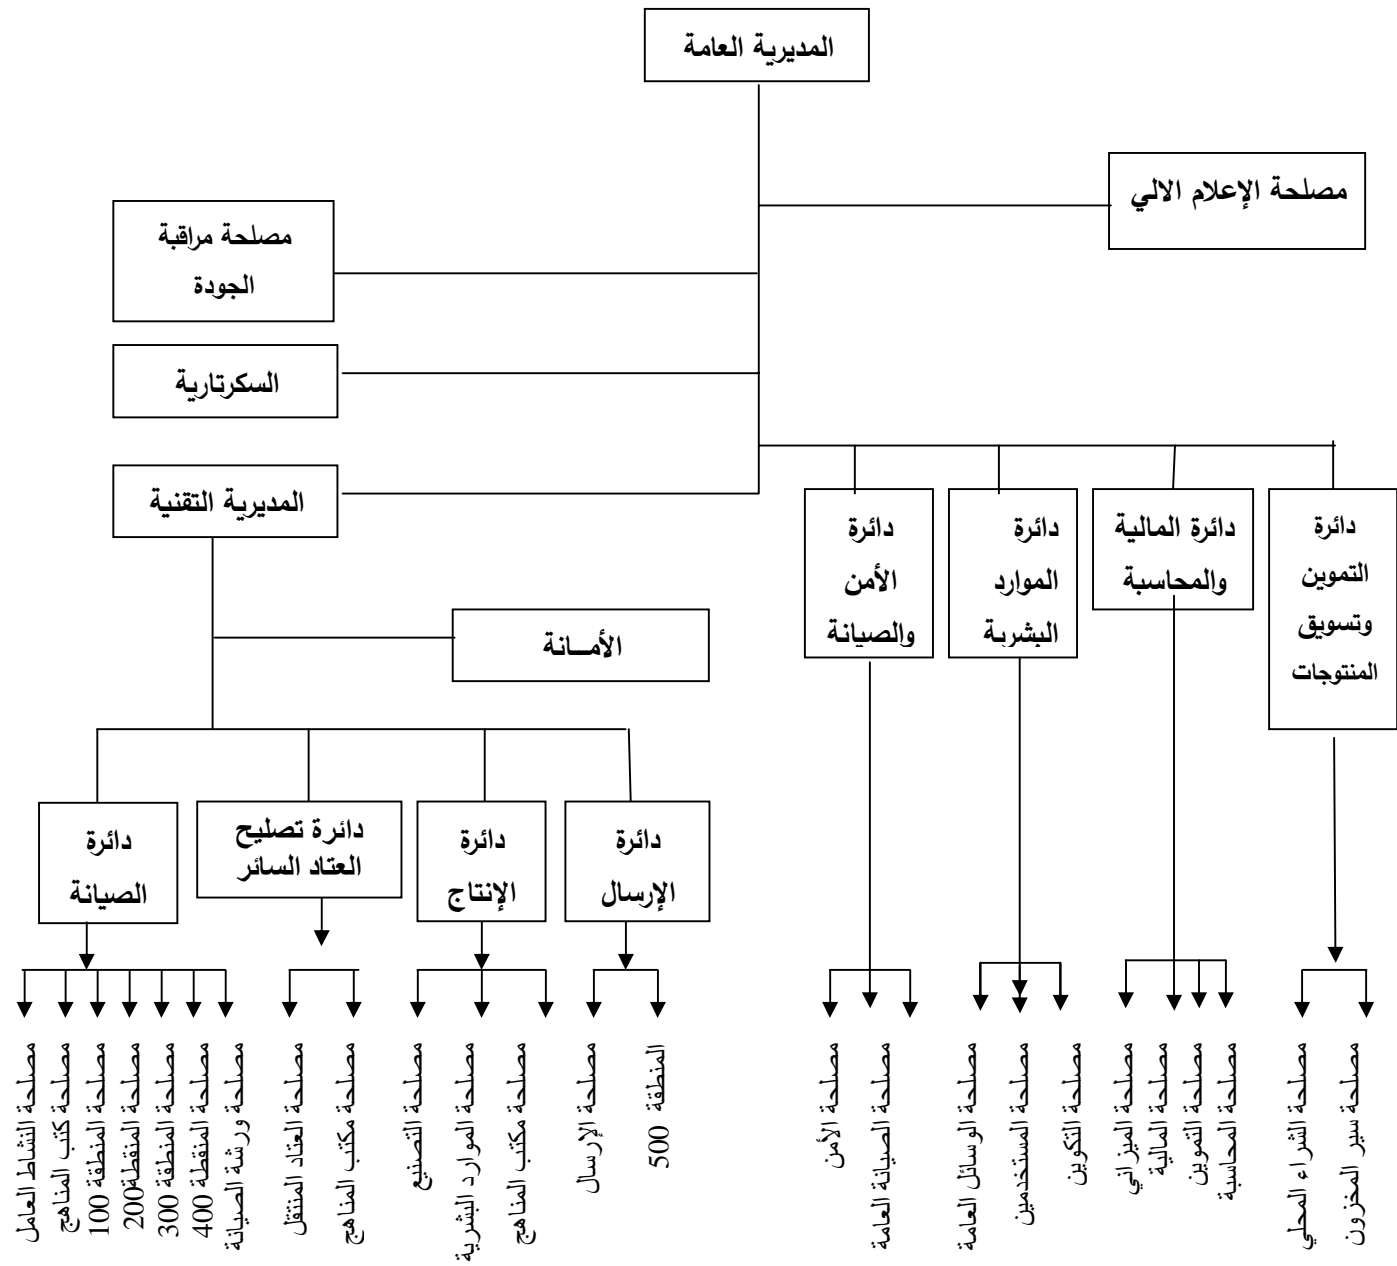 المديرية العامة
مصلحة الإعلام الالي
مصلحة مراقبة
الجودة
السكرتارية
المديرية التقنية
دائرة
التموين
وتسويق
المنتوجات
دائرة المالية
والمحاسبة
دائرة
الموارد
البشرية
دائرة
الأمن
والصيانة
الأمـــانة
دائرة
الإرسال
دائرة
الإنتاج
دائرة تصليح
العتاد السائر
دائرة
الصيانة
مصلحة سير المخزون
مصلحة الشراء المحلي
مصلحة المحاسبة
مصلحة التموين
مصلحة المالية
مصلحة الميزاني
مصلحة التكوين
مصلحة المستخدمين
مصلحة الوسائل العامة
مصلحة الصيانة العامة
مصلحة الأمن
المنطقة 500
مصلحة الإرسال
مصلحة مكتب المناهج
مصلحة الموارد البشرية
مصلحة التصنيع
مصلحة مكتب المناهج
مصلحة العتاد المنتقل
مصلحة ورشة الصيانة
مصلحة المنقطة 400
مصلحة المنطقة 300
مصلحة المنقطة200
مصلحة المنطقة 100
مصلحة كتب المناهج
مصلحة النشاط العامل